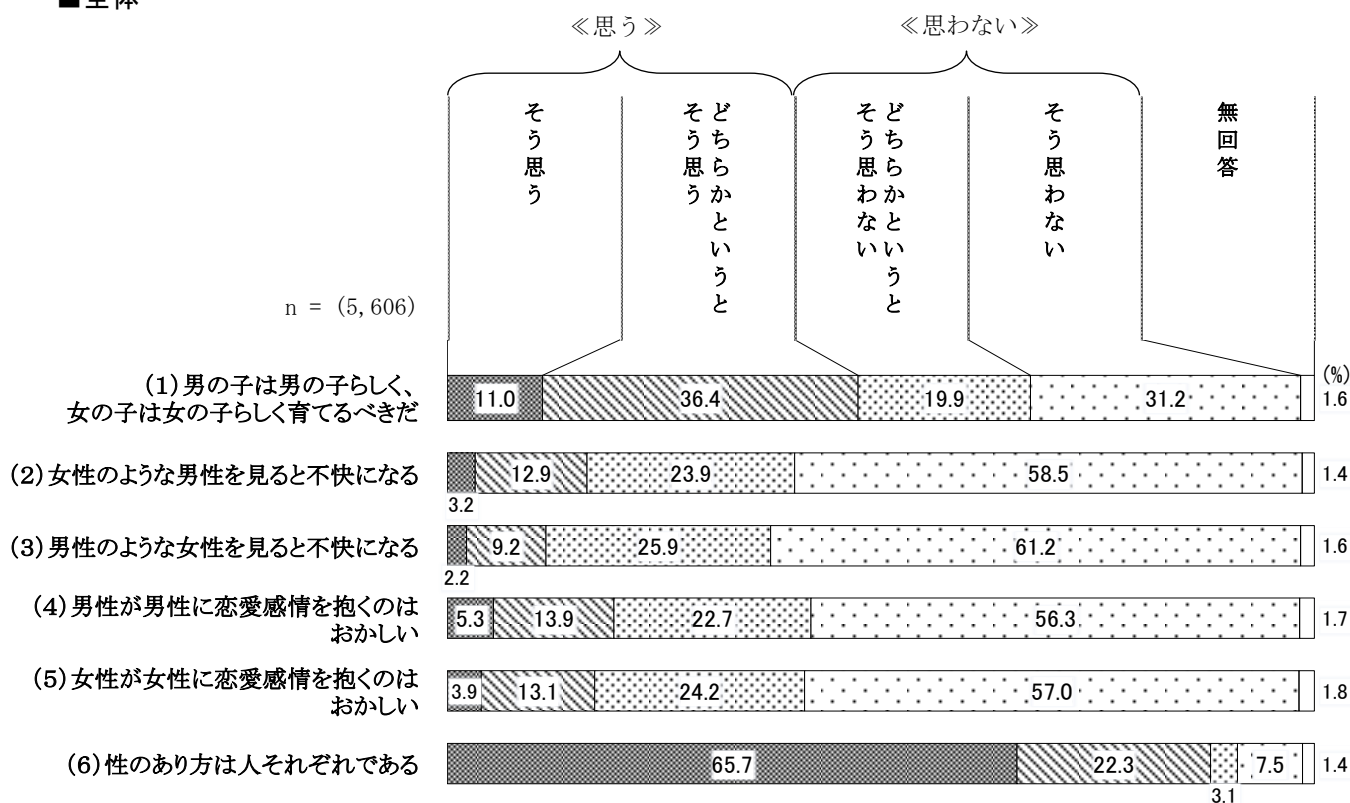 ■全体
≪思う≫
≪思わない≫
そう思う
どちらかというと
そう思う
どちらかというと
そう思わない
そう思わない
無回答
n = (5,606)
(%)
(1)男の子は男の子らしく、
女の子は女の子らしく育てるべきだ
11.0 36.4 19.9 31.2 1.6
(2)女性のような男性を見ると不快になる
12.9 23.9 58.5 1.4
3.2
(3)男性のような女性を見ると不快になる
9.2 25.9 61.2 1.6
2.2
(4)男性が男性に恋愛感情を抱くのは
おかしい
5.3 13.9 22.7 56.3 1.7
(5)女性が女性に恋愛感情を抱くのは
おかしい
3.9 13.1 24.2 57.0 1.8
(6)性のあり方は人それぞれである
65.7 22.3 7.5 1.4
3.1